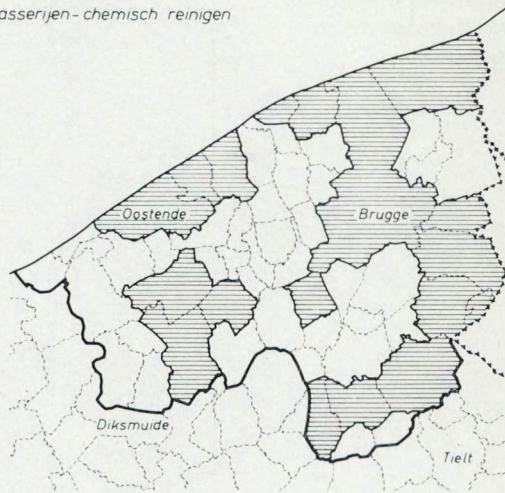 asserijen - chemisch reinigen
Oostende
Brugge
Diksmuide
Tielt